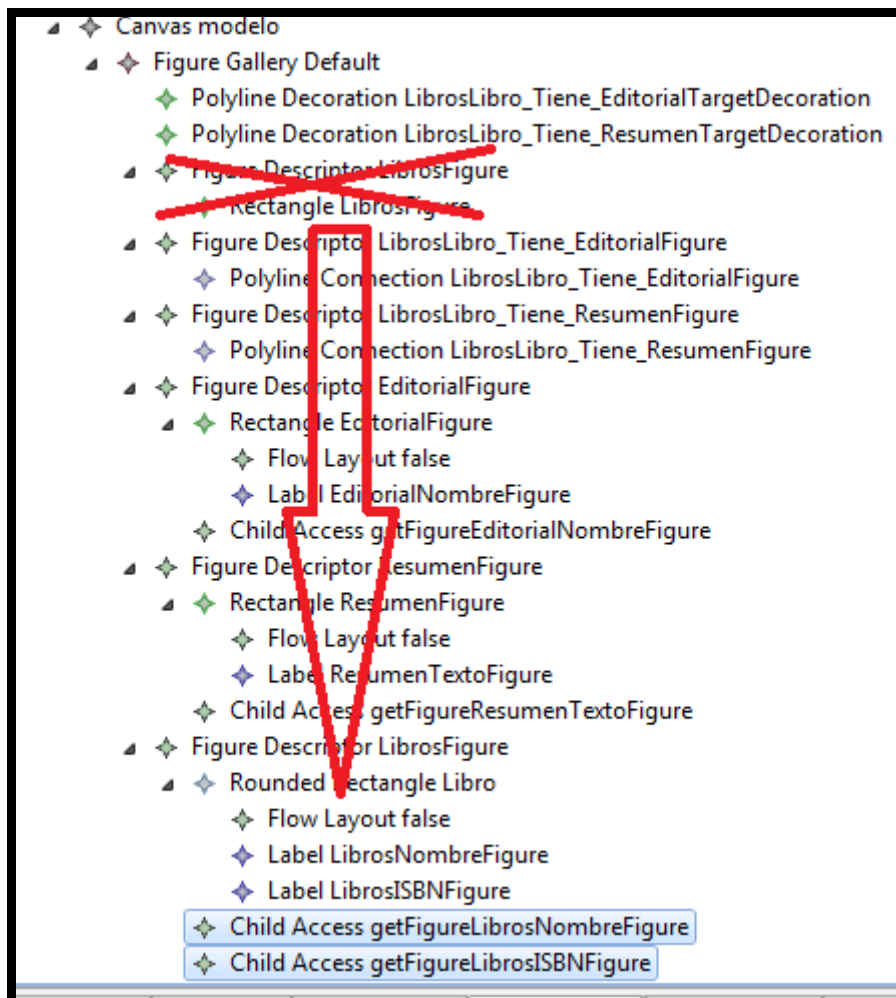 Canvas modelo
Figure Gallery Default
Polyline Decoration LibrosLibro_Tiene_EditorialTargetDecoration
Polyline Decoration LibrosLibro_Tiene_ResumenTargetDecoration
Figure Descriptor LibrosFigure
Rectangle LibrosFigure
Figure Descriptor LibrosLibro_Tiene_EditorialFigure
Polyline Connection LibrosLibro_Tiene_EditorialFigure
Figure Descriptor LibrosLibro_Tiene_ResumenFigure
Polyline Connection LibrosLibro_Tiene_ResumenFigure
Figure Descriptor EditorialFigure
Rectangle EditorialFigure
Flow Layout false
Label EditorialNombreFigure
Child Access getFigureEditorialNombreFigure
Figure Descriptor ResumenFigure
Rectangle ResumenFigure
Flow Layout false
Label ResumenTextoFigure
Child Access getFigureResumenTextoFigure
Figure Descriptor LibrosFigure
Rounded Rectangle Libro
Flow Layout false
Label LibrosNombreFigure
Label LibrosISBNFigure
Child Access getFigureLibrosNombreFigure
Child Access getFigureLibrosISBNFigure